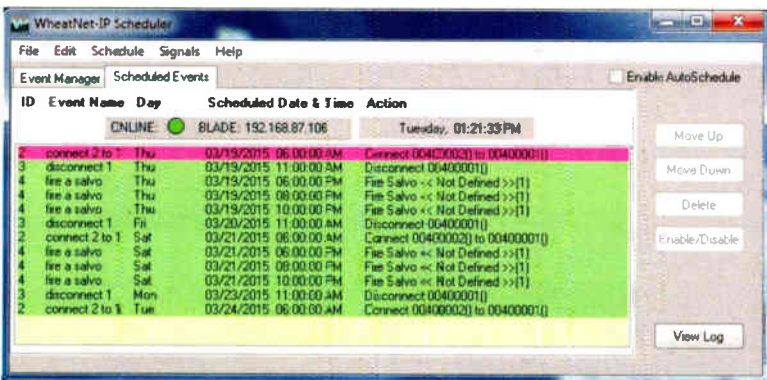 WheatNet-IP Scheduler
File Edit Schedule Signals Help
Event Manager Scheduled Events Enable AutoSchedule
ID Event Name Day Scheduled Date & Time Action
ONLINE: BLADE: 192.168.87.106 Tuesday, 01:21:33 PM
2 connect 2 to 1 Thu 03/19/2015 06:00:00 AM Connect 00400002() to 00400001()
3 disconnect 1 Thu 03/19/2015 11:00:00 AM Disconnect 00400001()
4 fire a salvo Thu 03/19/2015 06:00:00 PM Fire Salvo << Not Defined >>[1]
4 fire a salvo Thu 03/19/2015 08:00:00 PM Fire Salvo << Not Defined >>[1]
4 fire a salvo Thu 03/19/2015 10:00:00 PM Fire Salvo << Not Defined >>[1]
3 disconnect 1 Fri 03/20/2015 11:00:00 AM Disconnect 00400001()
2 connect 2 to 1 Sat 03/21/2015 06:00:00 AM Connect 00400002() to 00400001()
4 fire a salvo Sat 03/21/2015 06:00:00 PM Fire Salvo << Not Defined >>[1]
4 fire a salvo Sat 03/21/2015 08:00:00 PM Fire Salvo << Not Defined >>[1]
4 fire a salvo Sat 03/21/2015 10:00:00 PM Fire Salvo << Not Defined >>[1]
3 disconnect 1 Mon 03/23/2015 11:00:00 AM Disconnect 00400001()
2 connect 2 to 1 Tue 03/24/2015 06:00:00 AM Connect 00400002() to 00400001()
Move Up
Move Down
Delete
Enable/Disable
View Log